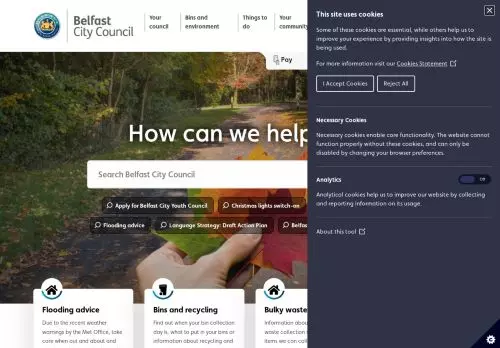 Belfast
City Council
Your
council
Bins and
environment
Things to
do
Your
community
Pay
How can we help
Search Belfast City Council
Apply for Belfast City Youth Council
Christmas lights switch-on
Flooding advice
Language Strategy: Draft Action Plan
Belfas
Flooding advice
Due to the recent weather
warnings by the Met Office, take
care when out and about and
Bins and recycling
Find out when your bin collection
day is, what to put in your bins or
information about recycling and
Bulky waste
Information abou
waste collection
items we can coll
This site uses cookies
Some of these cookies are essential, while others help us to
improve your experience by providing insights into how the site is
being used.
For more information visit our Cookies Statement
I Accept Cookies
Reject All
Necessary Cookies
Necessary cookies enable core functionality. The website cannot
function properly without these cookies, and can only be
disabled by changing your browser preferences.
Analytics
Off
Analytical cookies help us to improve our website by collecting
and reporting information on its usage.
About this tool